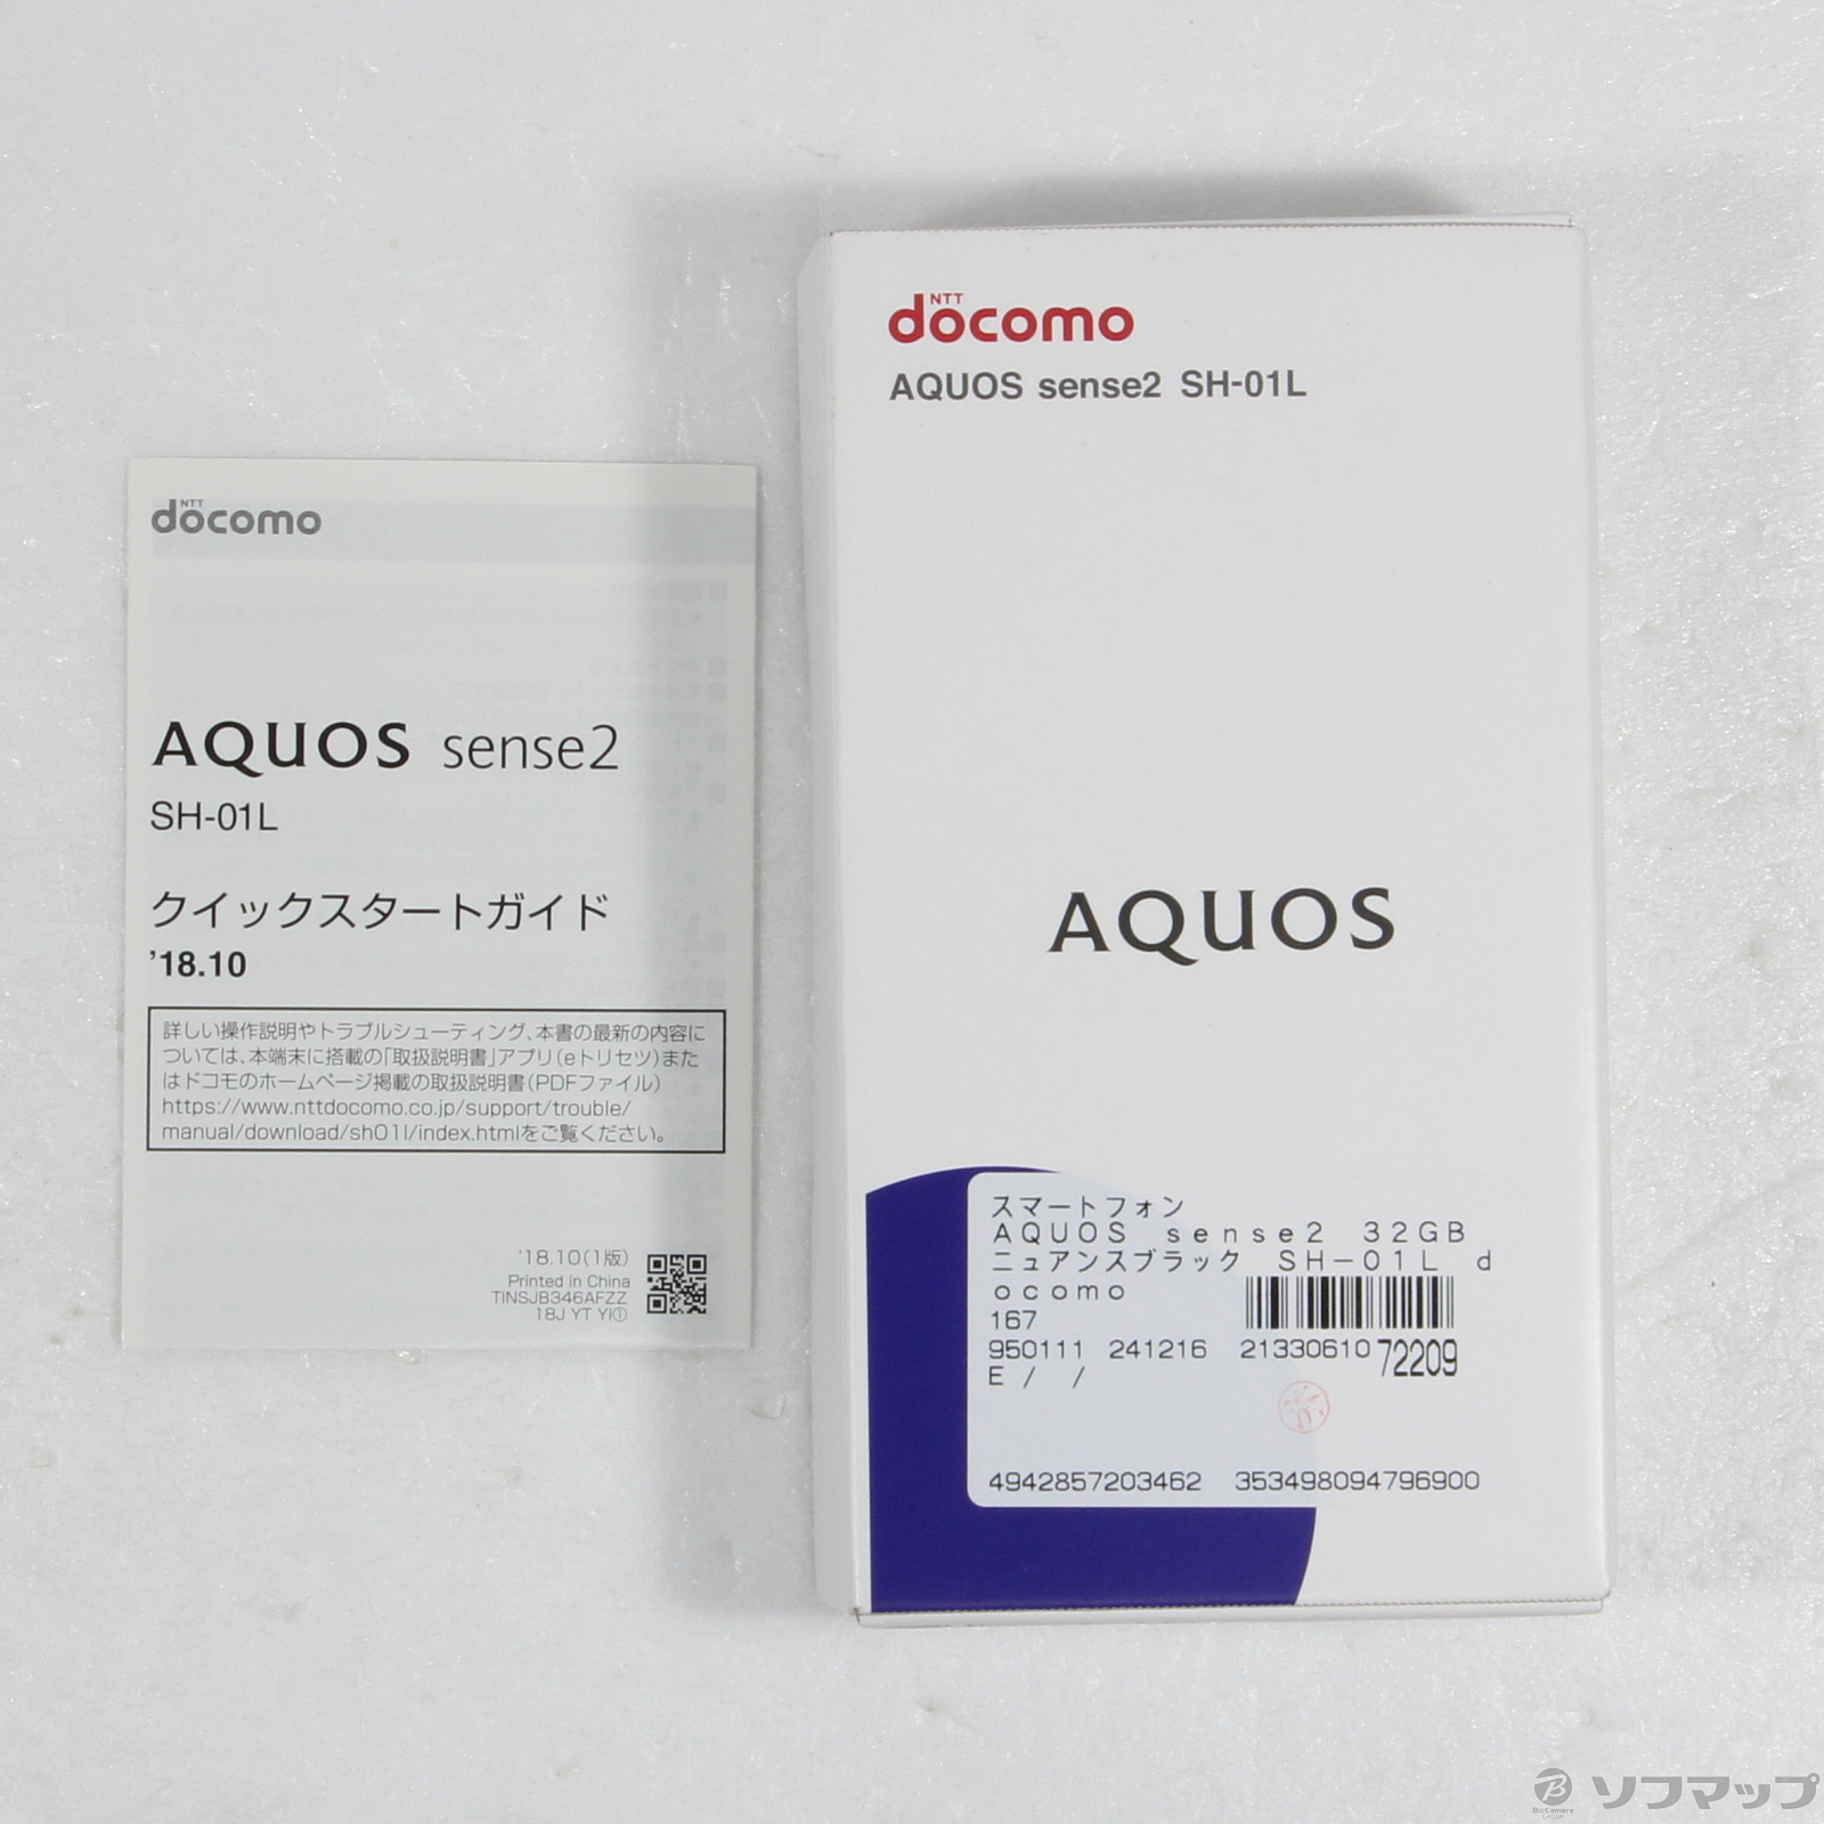 NTT
docomo
AQUOS sense2
SH-01L
クイックスタートガイド
’18.10
詳しい操作説明やトラブルシューティング、本書の最新の内容に
ついては、本端末に搭載の「取扱説明書」アプリ（eトリセツ）また
はドコモのホームページ掲載の取扱説明書（PDFファイル）
https://www.nttdocomo.co.jp/support/trouble/
manual/download/sh01l/index.htmlをご覧ください。
’18.10（1版）
Printed in China
TINSJB346AFZZ
18J YT YI①
NTT
docomo
AQUOS sense2 SH-01L
AQUOS
スマートフォン
AQUOS sense2 32GB
ニュアンスブラック SH-01L d
ocomo
167
950111 241216 21330610 72209
E / /
4942857203462 353498094796900
BicCamera
GROUP
ソフマップ